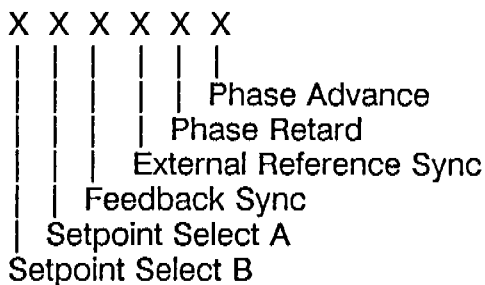 X X X X X X
Phase Advance
Phase Retard
External Reference Sync
Feedback Sync
Setpoint Select A
Setpoint Select B